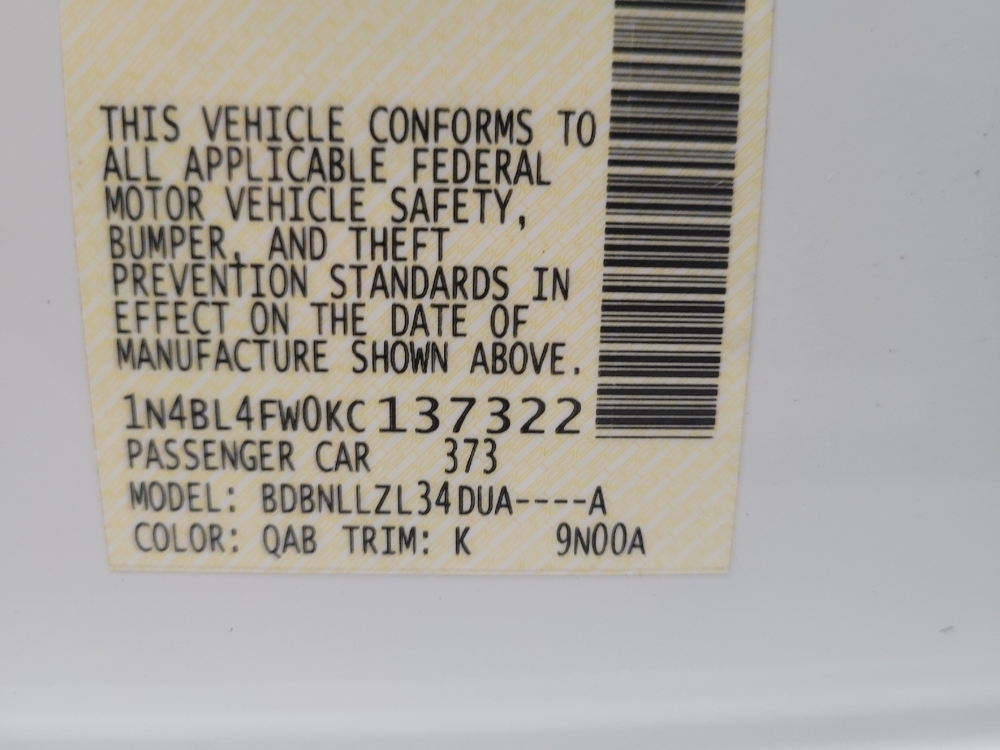 THIS VEHICLE CONFORMS TO
ALL APPLICABLE FEDERAL
MOTOR VEHICLE SAFETY,
BUMPER, AND THEFT
PREVENTION STANDARDS IN
EFFECT ON THE DATE OF
MANUFACTURE SHOWN ABOVE.
1N4BL4FW0KC137322
PASSENGER CAR 373
MODEL: BDBNLLZL34DUA----A
COLOR: QAB TRIM: K 9N00A